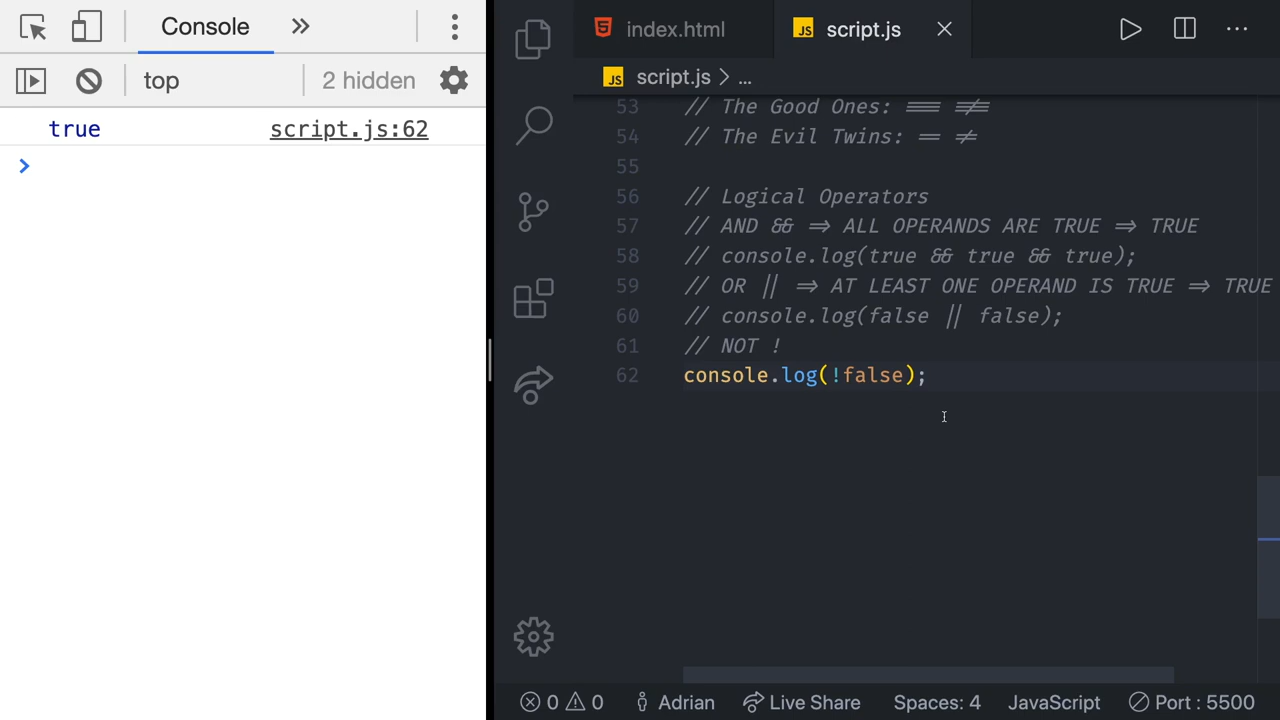 Console
top
2 hidden
true script.js:62
index.html
JS script.js
JS script.js > ...
53 // The Good Ones: === !==
54 // The Evil Twins: == !=
55
56 // Logical Operators
57 // AND && => ALL OPERANDS ARE TRUE => TRUE
58 // console.log(true && true && true);
59 // OR || => AT LEAST ONE OPERAND IS TRUE => TRUE
60 // console.log(false || false);
61 // NOT !
62 console.log(!false);
0 0 Adrian Live Share Spaces: 4 JavaScript Port : 5500